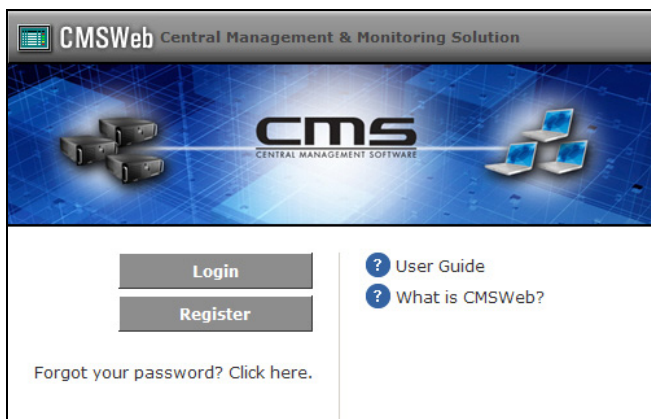 CMSWeb Central Management & Monitoring Solution
cms
CENTRAL MANAGEMENT SOFTWARE
Login
Register
Forgot your password? Click here.
? User Guide
? What is CMSWeb?